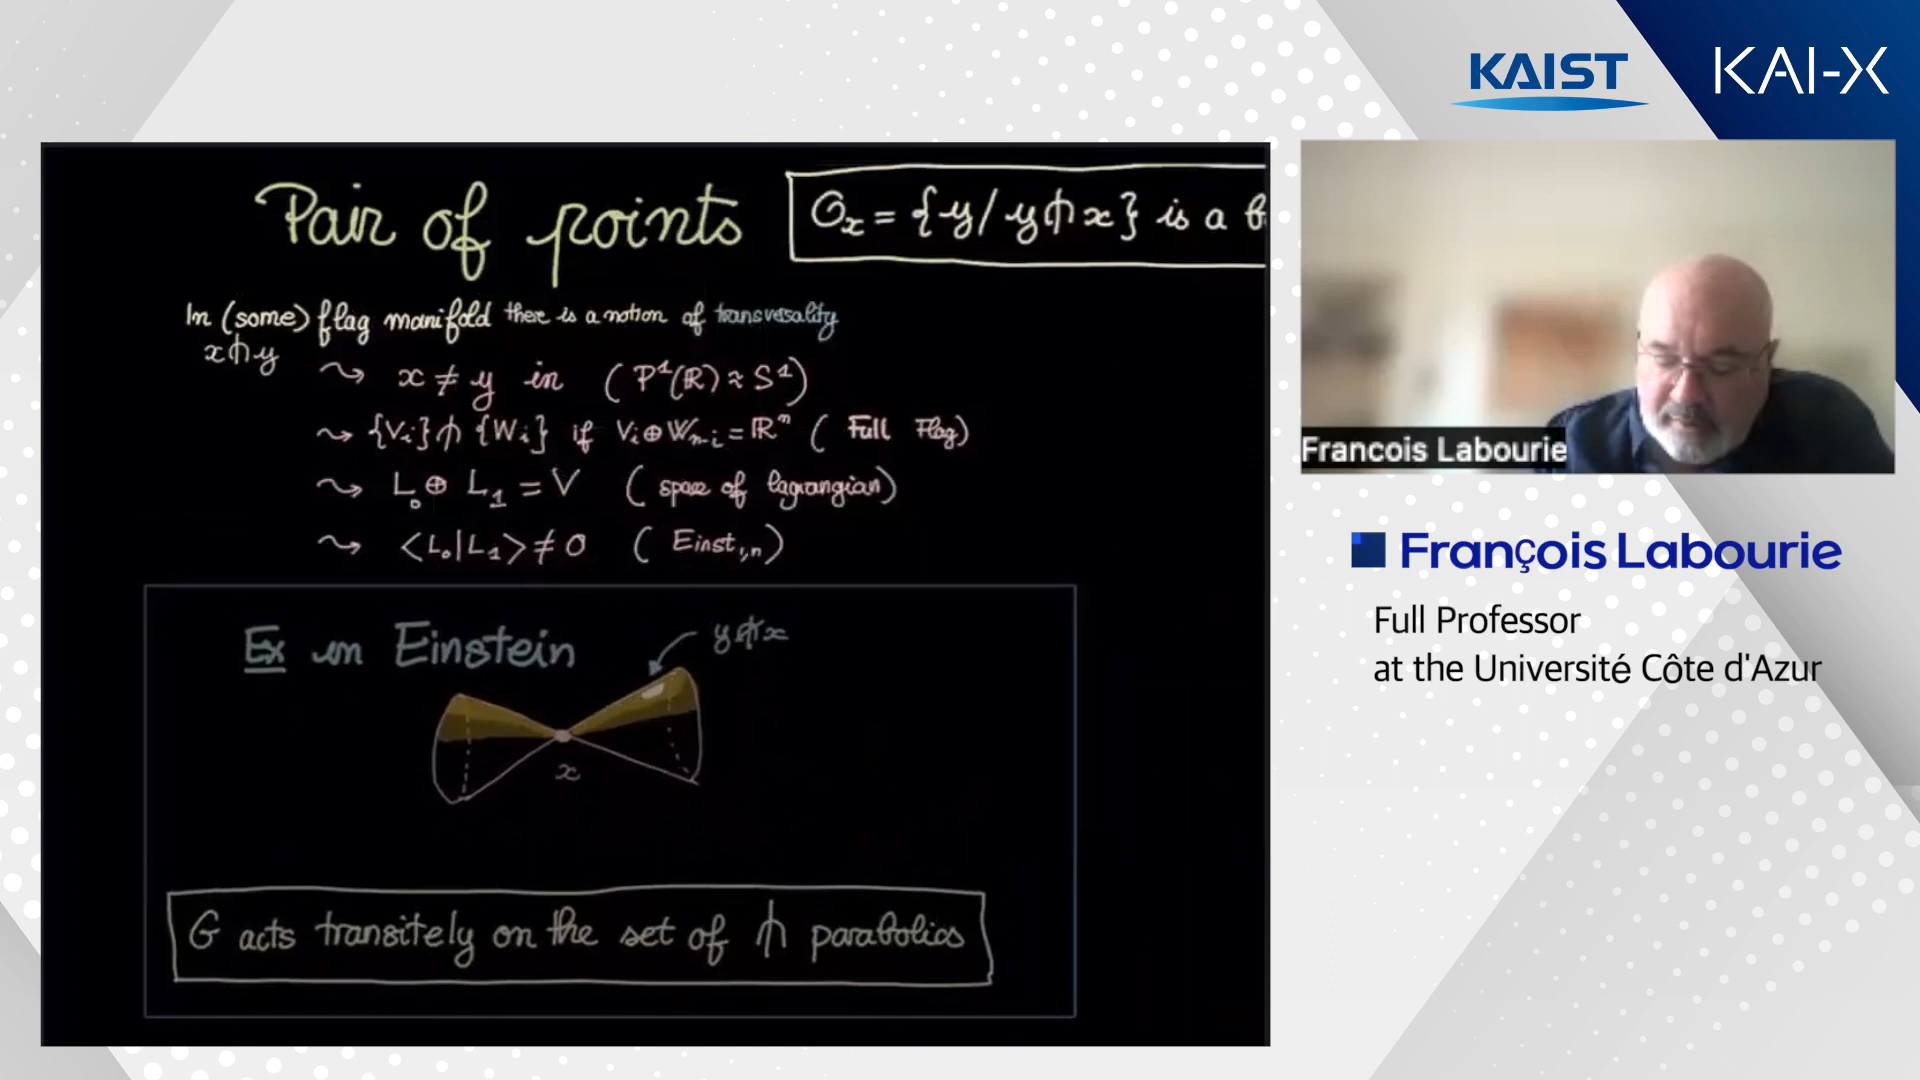 KAIST KAI-X
Pair of points
O_x = {y / y ⋔ x} is a
In (some) flag manifold there is a notion of transversality
x ⋔ y
⇝ x ≠ y in (P¹(ℝ) ≈ S¹)
⇝ {V_i} ⋔ {W_i} if V_i ⊕ W_{n-i} = ℝⁿ ( Full Flag)
⇝ L₀ ⊕ L₁ = V ( space of lagrangian)
⇝ <L₀|L₁> ≠ 0 ( Einst_{1,n})
Ex in Einstein
y ⋔̸ x
x
G acts transitely on the set of ⋔ parabolics
Francois Labourie
François Labourie
Full Professor
at the Université Côte d'Azur